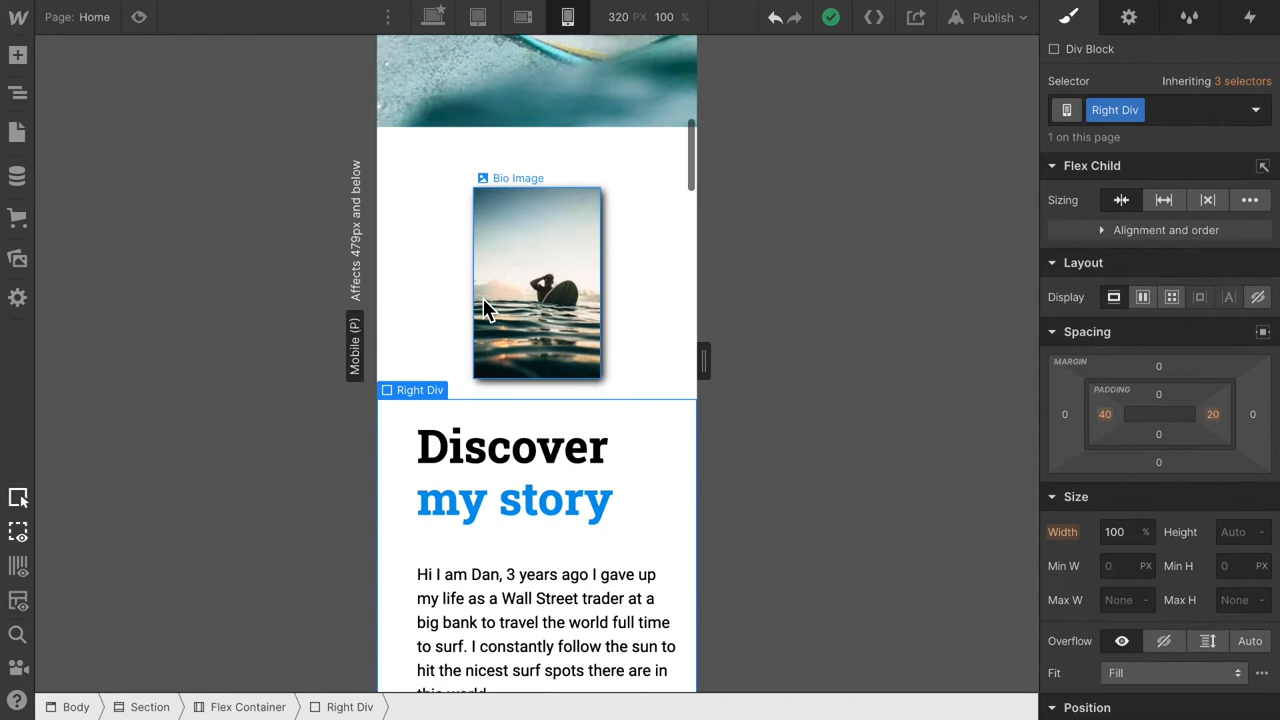 Page: Home
320 PX 100 %
Publish
Div Block
Selector
Inheriting 3 selectors
Right Div
1 on this page
Flex Child
Sizing
Alignment and order
Layout
Display
Spacing
MARGIN
0
PADDING
0
0
40
20
0
0
0
Size
Width
100 %
Height
Auto -
Min W
0 PX
Min H
0 PX
Max W
None -
Max H
None -
Overflow
Auto
Fit
Fill
Position
Affects 479px and below
Mobile (P)
Bio Image
Right Div
Discover
my story
Hi I am Dan, 3 years ago I gave up
my life as a Wall Street trader at a
big bank to travel the world full time
to surf. I constantly follow the sun to
hit the nicest surf spots there are in
this world
Body
Section
Flex Container
Right Div